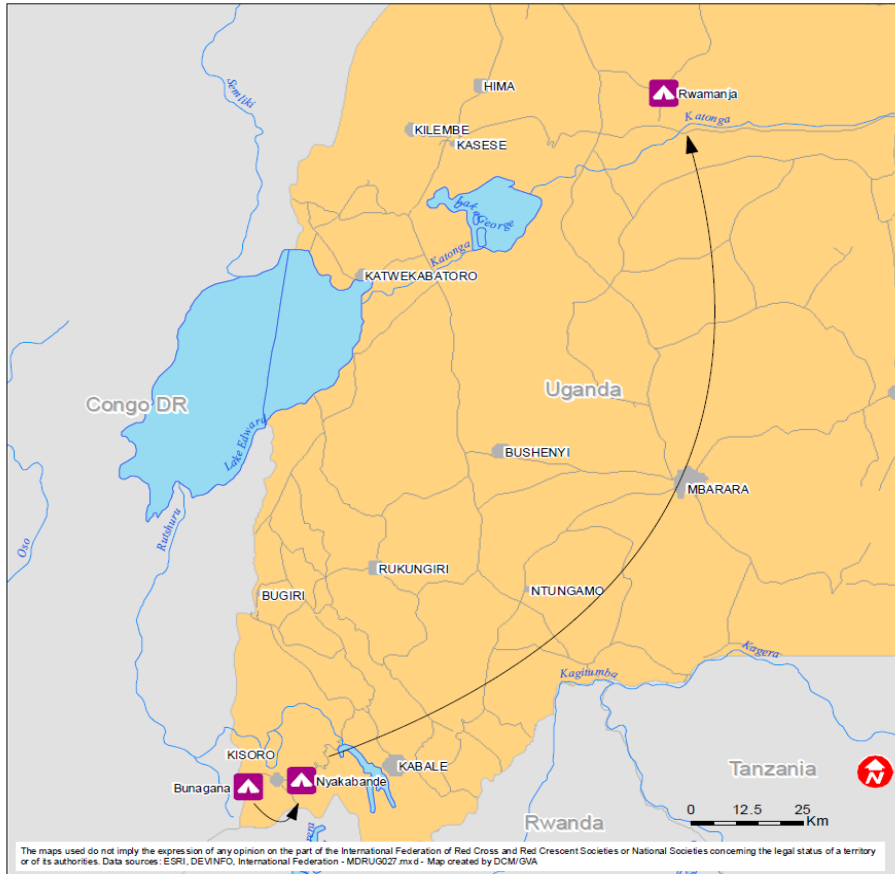 Semliki
HIMA
Rwamanja
Katonga
KILEMBE
KASESE
Lake George
Katonga
KATWEKABATORO
Congo DR
Uganda
Lake Edward
BUSHENYI
MBARARA
Rutshuru
Oso
RUKUNGIRI
BUGIRI
NTUNGAMO
Kagera
Kagitumba
KISORO
KABALE
Bunagana
Nyakabande
Tanzania
N
0 12.5 25
Km
Rwanda
The maps used do not imply the expression of any opinion on the part of the International Federation of Red Cross and Red Crescent Societies or National Societies concerning the legal status of a territory
or of its authorities. Data sources: ESRI, DEVINFO, International Federation - MDRUG027.mxd - Map created by DCM/GVA